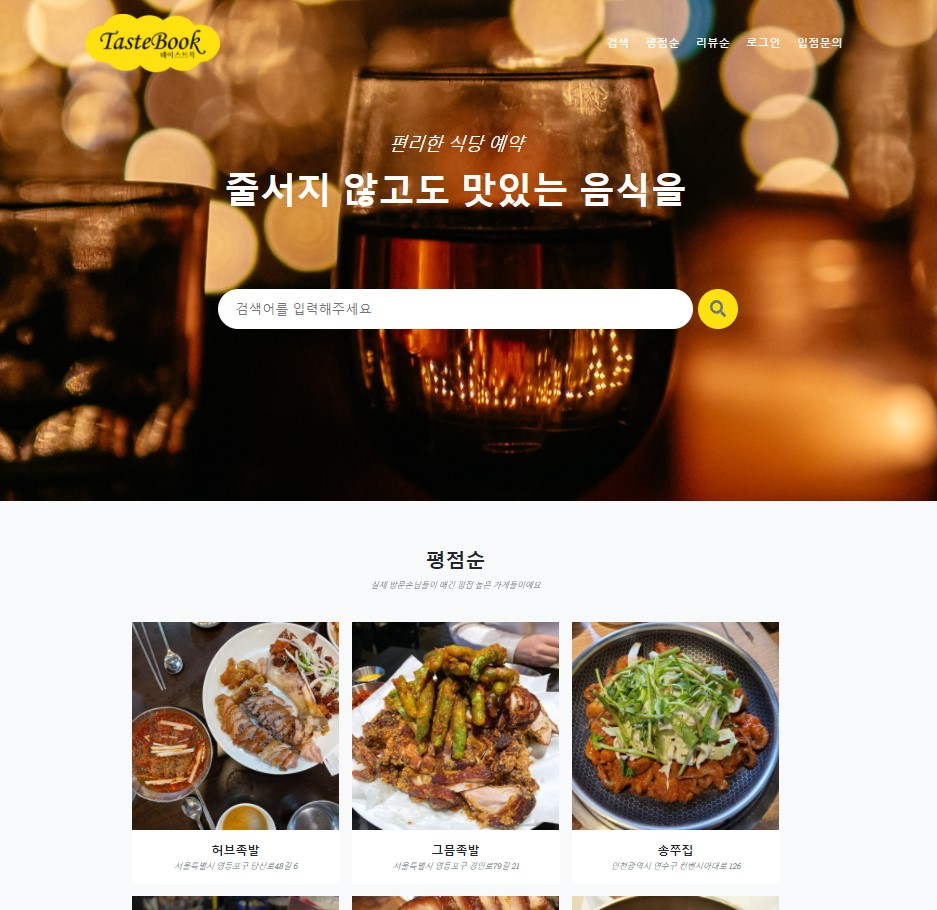 TasteBook
테이스트북
검색 평점순 리뷰순 로그인 입점문의
편리한 식당 예약
줄서지 않고도 맛있는 음식을
검색어를 입력해주세요
평점순
실제 방문손님들이 매긴 평점 높은 가게들이에요
허브족발
서울특별시 영등포구 당산로48길 6
그믐족발
서울특별시 영등포구 경인로79길 21
송쭈집
인천광역시 연수구 컨벤시아대로 126